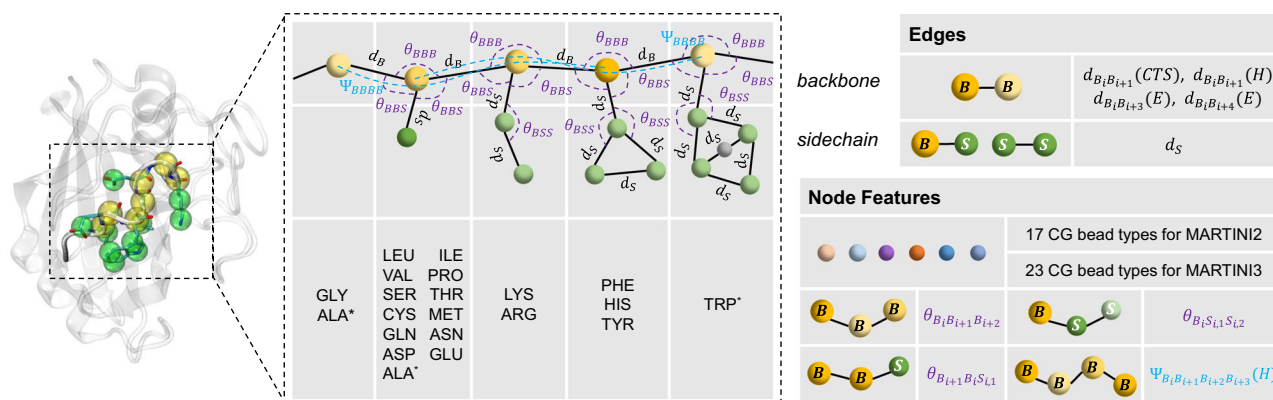 θ_BBB
θ_BBB
θ_BBB
Ψ_BBBB
θ_BBB
d_B
d_B
d_B
d_B
Ψ_BBBB
θ_BBS
θ_BBS
θ_BBS
θ_BBS
θ_BBS
θ_BBS
θ_BBS
d_S
d_S
d_S
d_S
θ_BSS
θ_BSS
θ_BSS
d_S
d_S
d_S
d_S
d_S
d_S
d_S
d_S
GLY
ALA*
LEU ILE
VAL PRO
SER THR
CYS MET
GLN ASN
ASP GLU
ALA*
LYS
ARG
PHE
HIS
TYR
TRP*
Edges
backbone
B B
d_{B_iB_{i+1}}(CTS), d_{B_iB_{i+1}}(H)
d_{B_iB_{i+3}}(E), d_{B_iB_{i+4}}(E)
sidechain
B S S S
d_S
Node Features
17 CG bead types for MARTINI2
23 CG bead types for MARTINI3
B B B
θ_{B_iB_{i+1}B_{i+2}}
B S S
θ_{B_iS_{i,1}S_{i,2}}
B B S
θ_{B_{i+1}B_iS_{i,1}}
B B B B
Ψ_{B_iB_{i+1}B_{i+2}B_{i+3}}(H)